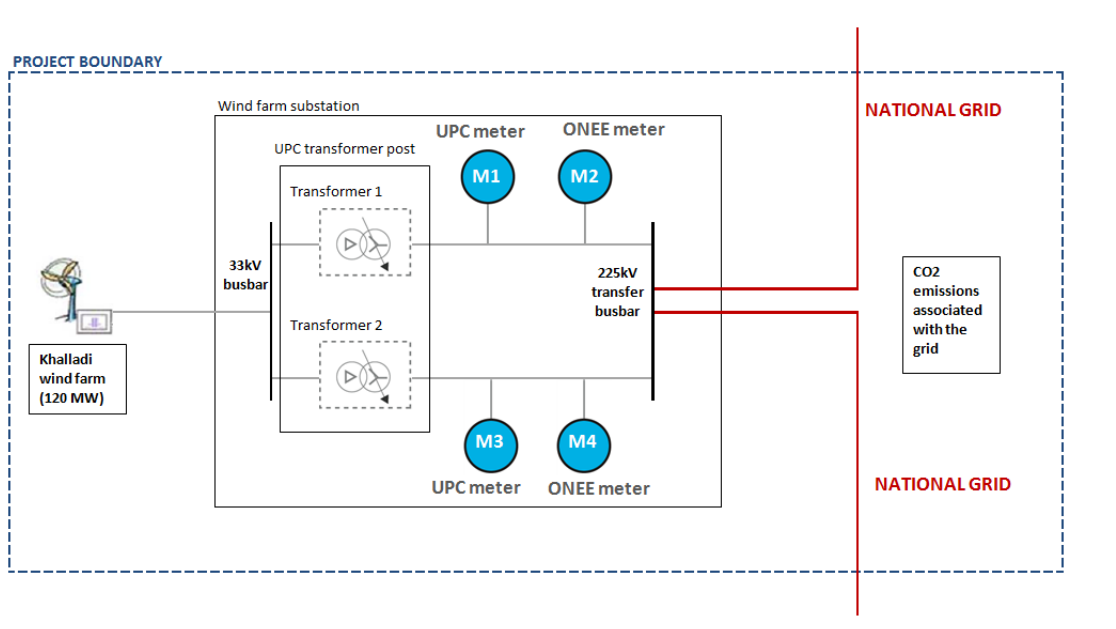 PROJECT BOUNDARY
NATIONAL GRID
Wind farm substation
UPC meter
ONEE meter
UPC transformer post
M1
M2
Transformer 1
33kV
busbar
225kV
transfer
busbar
CO2
emissions
associated
with the
grid
Transformer 2
Khalladi
wind farm
(120 MW)
M3
M4
UPC meter
ONEE meter
NATIONAL GRID